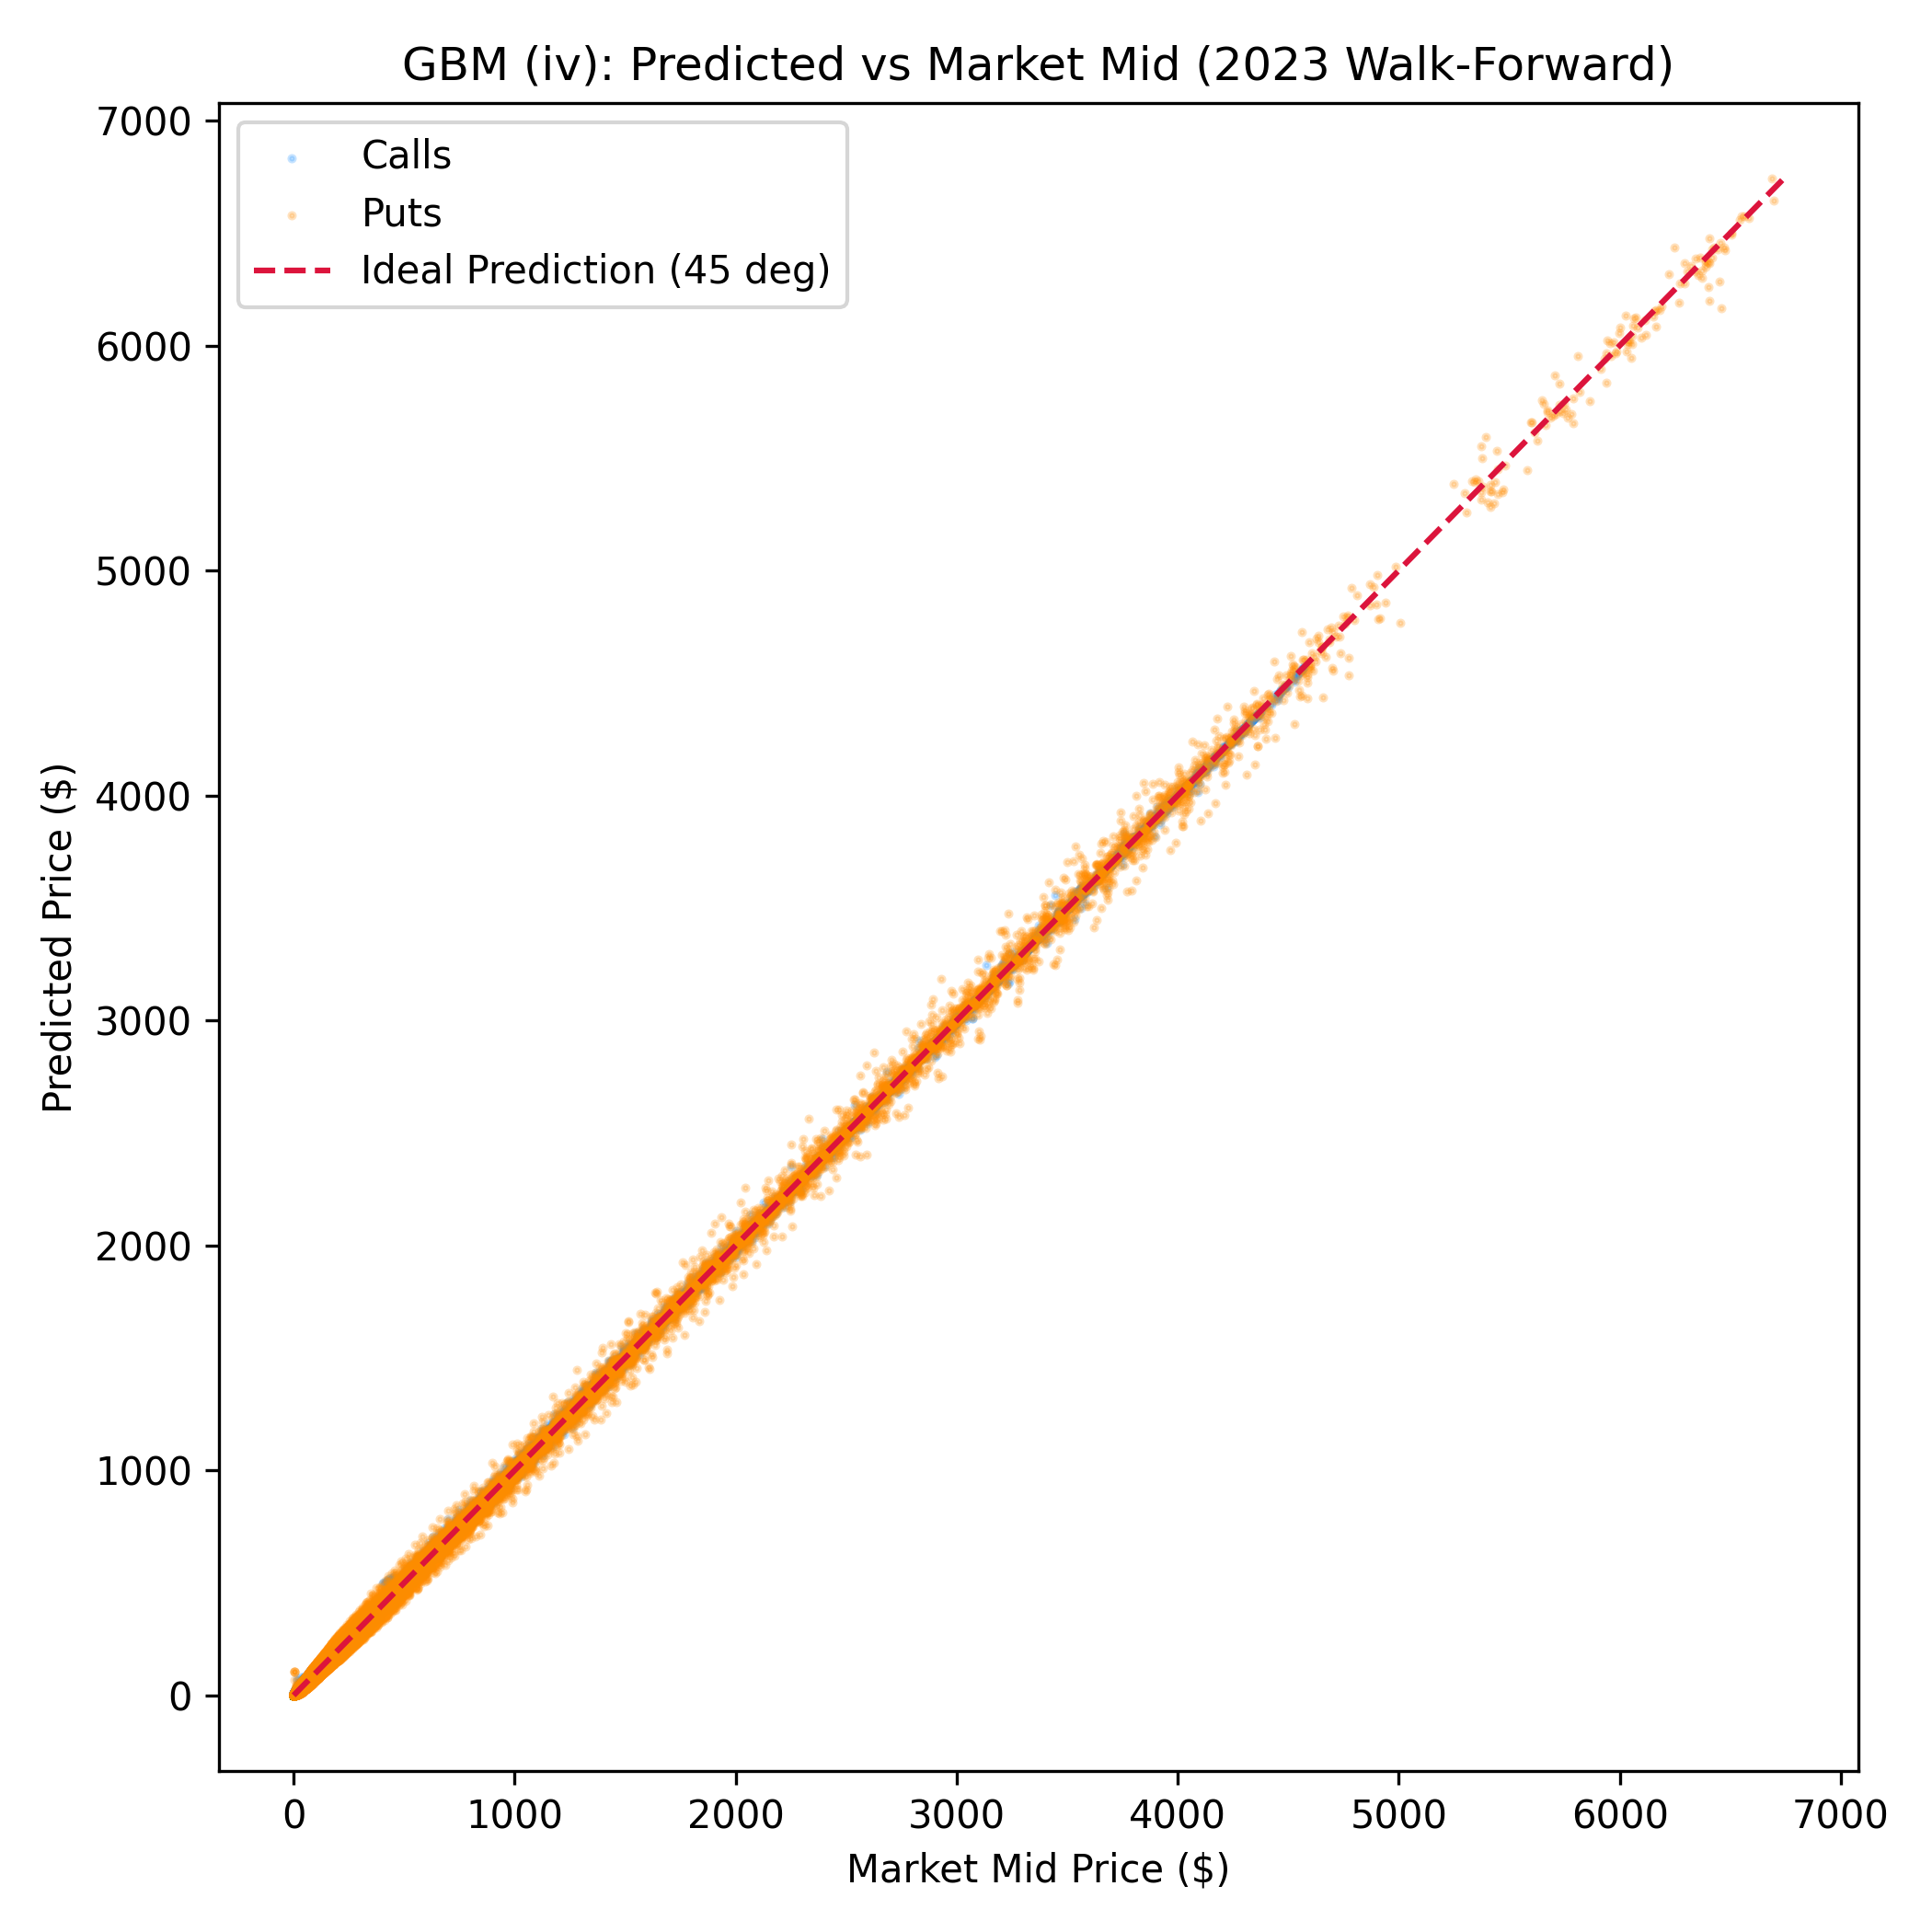 GBM (iv): Predicted vs Market Mid (2023 Walk-Forward)
Calls
Puts
Ideal Prediction (45 deg)
7000
6000
5000
4000
3000
2000
1000
0
Predicted Price ($)
0 1000 2000 3000 4000 5000 6000 7000
Market Mid Price ($)